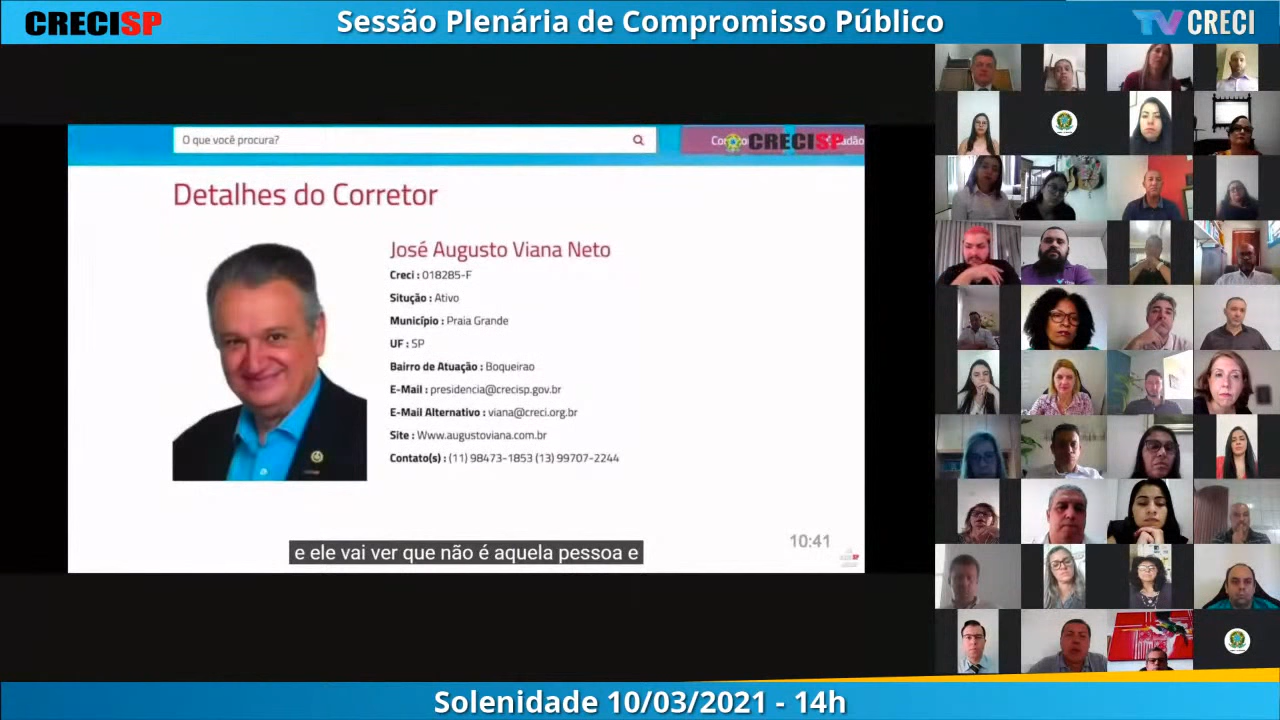 CRECISP
Sessão Plenária de Compromisso Público
TV CRECI
O que você procura?
CRECISP
Detalhes do Corretor
José Augusto Viana Neto
Creci : 018285-F
Situção : Ativo
Município : Praia Grande
UF : SP
Bairro de Atuação : Boqueirao
E-Mail : presidencia@crecisp.gov.br
E-Mail Alternativo : viana@creci.org.br
Site : Www.augustoviana.com.br
Contato(s) : (11) 98473-1853 (13) 99707-2244
e ele vai ver que não é aquela pessoa e
10:41
Solenidade 10/03/2021 - 14h